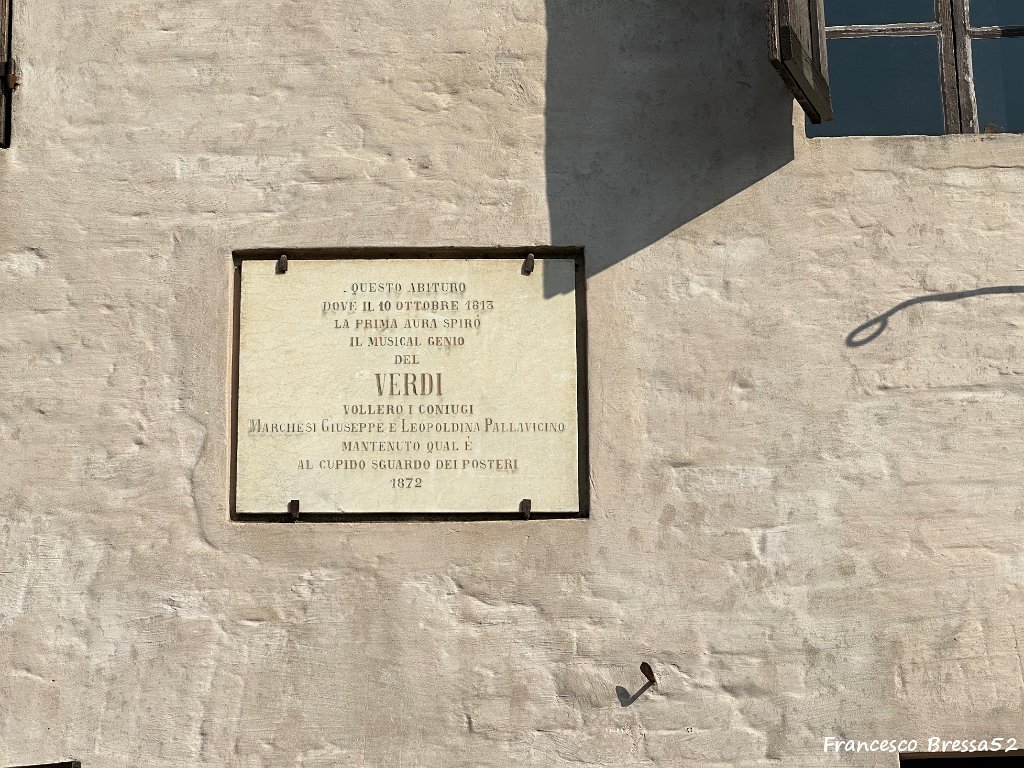 QUESTO ABITURO
DOVE IL 10 OTTOBRE 1813
LA PRIMA AURA SPIRÓ
IL MUSICAL GENIO
DEL
VERDI
VOLLERO I CONIUGI
MARCHESI GIUSEPPE E LEOPOLDINA PALLAVICINO
MANTENUTO QUAL È
AL CUPIDO SGUARDO DEI POSTERI
1872
Francesco Bressa52